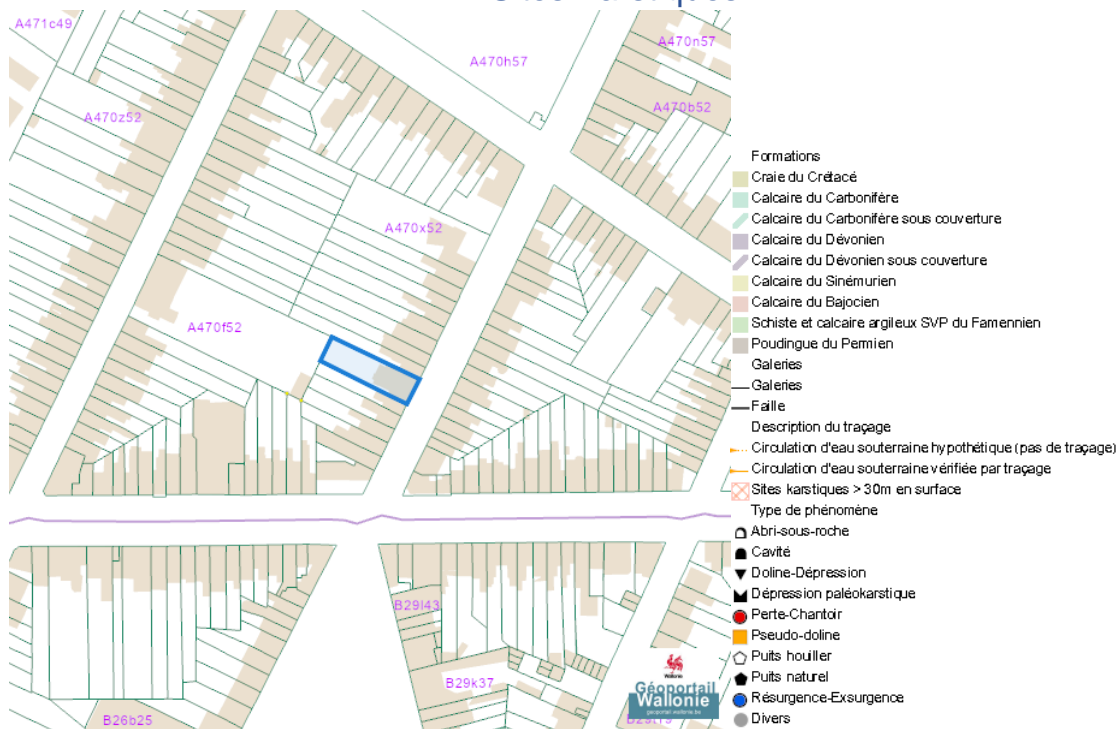 A471c49
A470n57
A470h57
A470b52
A470z52
A470x52
A470f52
B29l43
B29k37
B26b25
Wallonie
Géoportail
Wallonie
geoportail.wallonie.be
Formations
Craie du Crétacé
Calcaire du Carbonifère
Calcaire du Carbonifère sous couverture
Calcaire du Dévonien
Calcaire du Dévonien sous couverture
Calcaire du Sinémurien
Calcaire du Bajocien
Schiste et calcaire argileux SVP du Famennien
Poudingue du Permien
Galeries
Galeries
Faille
Description du traçage
Circulation d'eau souterraine hypothétique (pas de traçage)
Circulation d'eau souterraine vérifiée par traçage
Sites karstiques > 30m en surface
Type de phénomène
Abri-sous-roche
Cavité
Doline-Dépression
Dépression paléokarstique
Perte-Chantoir
Pseudo-doline
Puits houiller
Puits naturel
Résurgence-Exsurgence
Divers